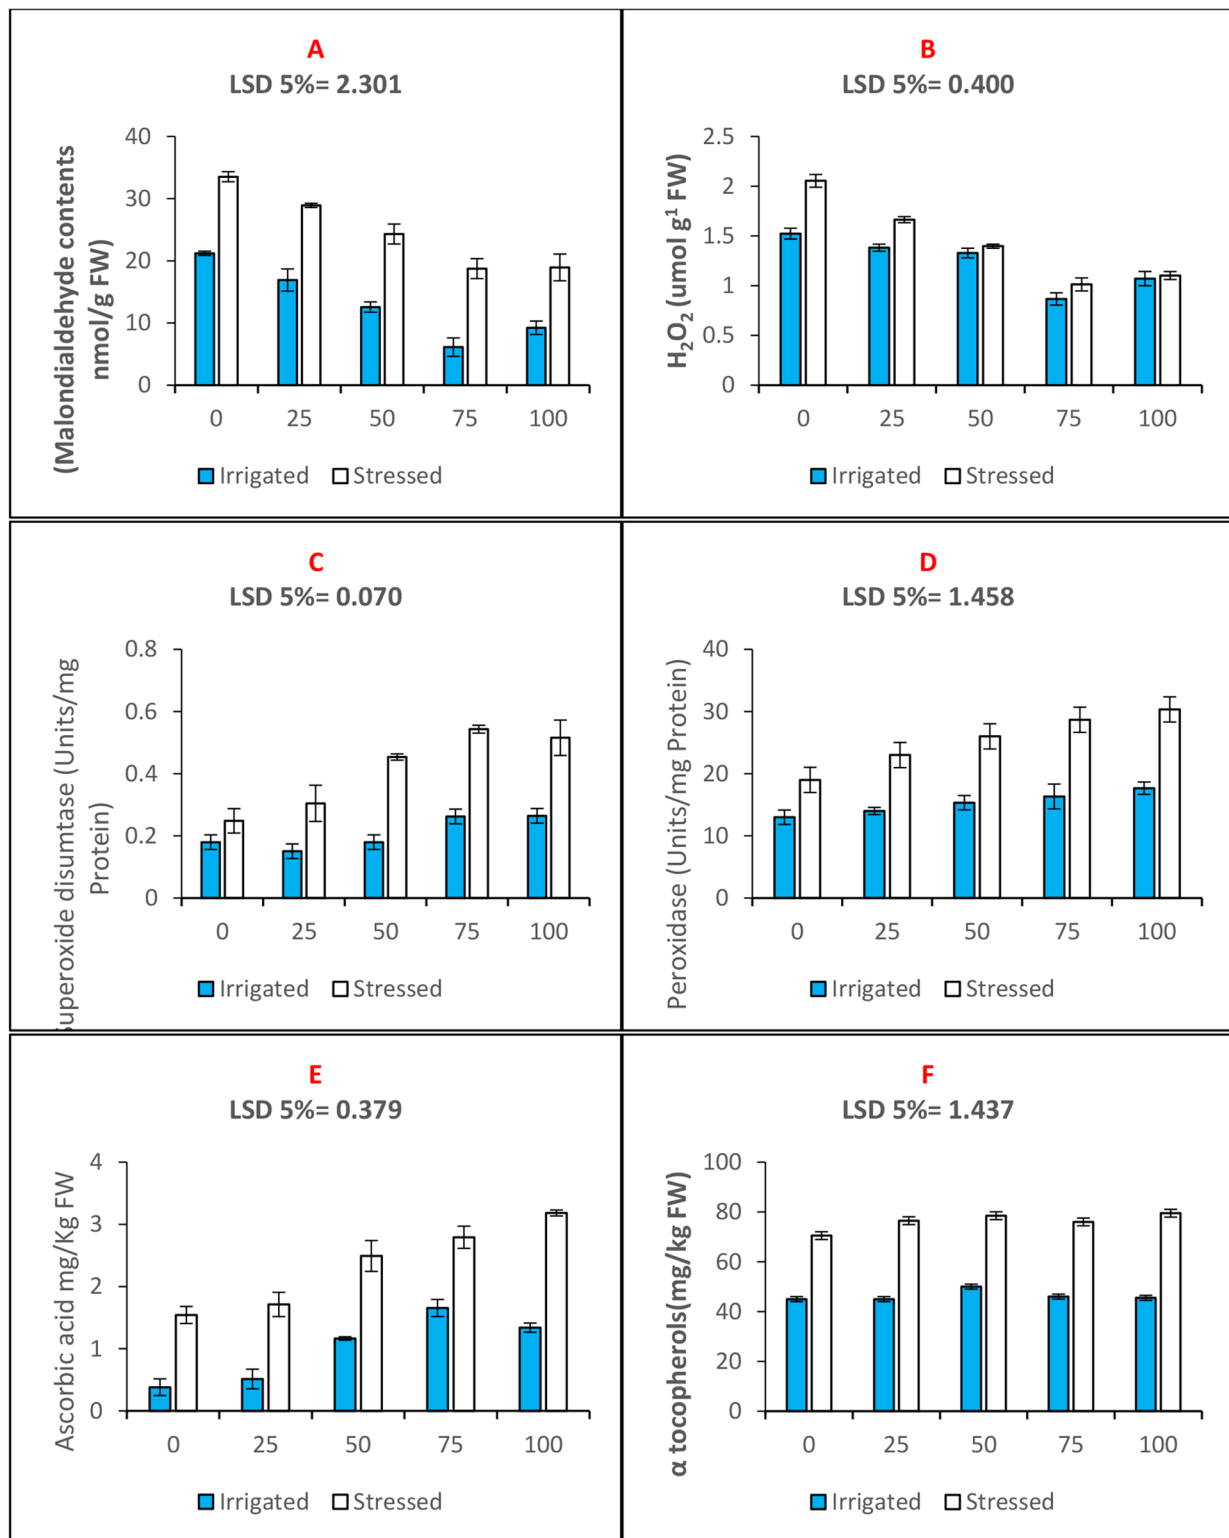 A
LSD 5%= 2.301
(Malondialdehyde contents
nmol/g FW)
40
30
20
10
0
0 25 50 75 100
Irrigated Stressed
B
LSD 5%= 0.400
H₂O₂ (umol g¹ FW)
2.5
2
1.5
1
0.5
0
0 25 50 75 100
Irrigated Stressed
C
LSD 5%= 0.070
Superoxide disumtase (Units/mg
Protein)
0.8
0.6
0.4
0.2
0
0 25 50 75 100
Irrigated Stressed
D
LSD 5%= 1.458
Peroxidase (Units/mg Protein)
40
30
20
10
0
0 25 50 75 100
Irrigated Stressed
E
LSD 5%= 0.379
Ascorbic acid mg/Kg FW
4
3
2
1
0
0 25 50 75 100
Irrigated Stressed
F
LSD 5%= 1.437
α tocopherols(mg/kg FW)
100
80
60
40
20
0
0 25 50 75 100
Irrigated Stressed